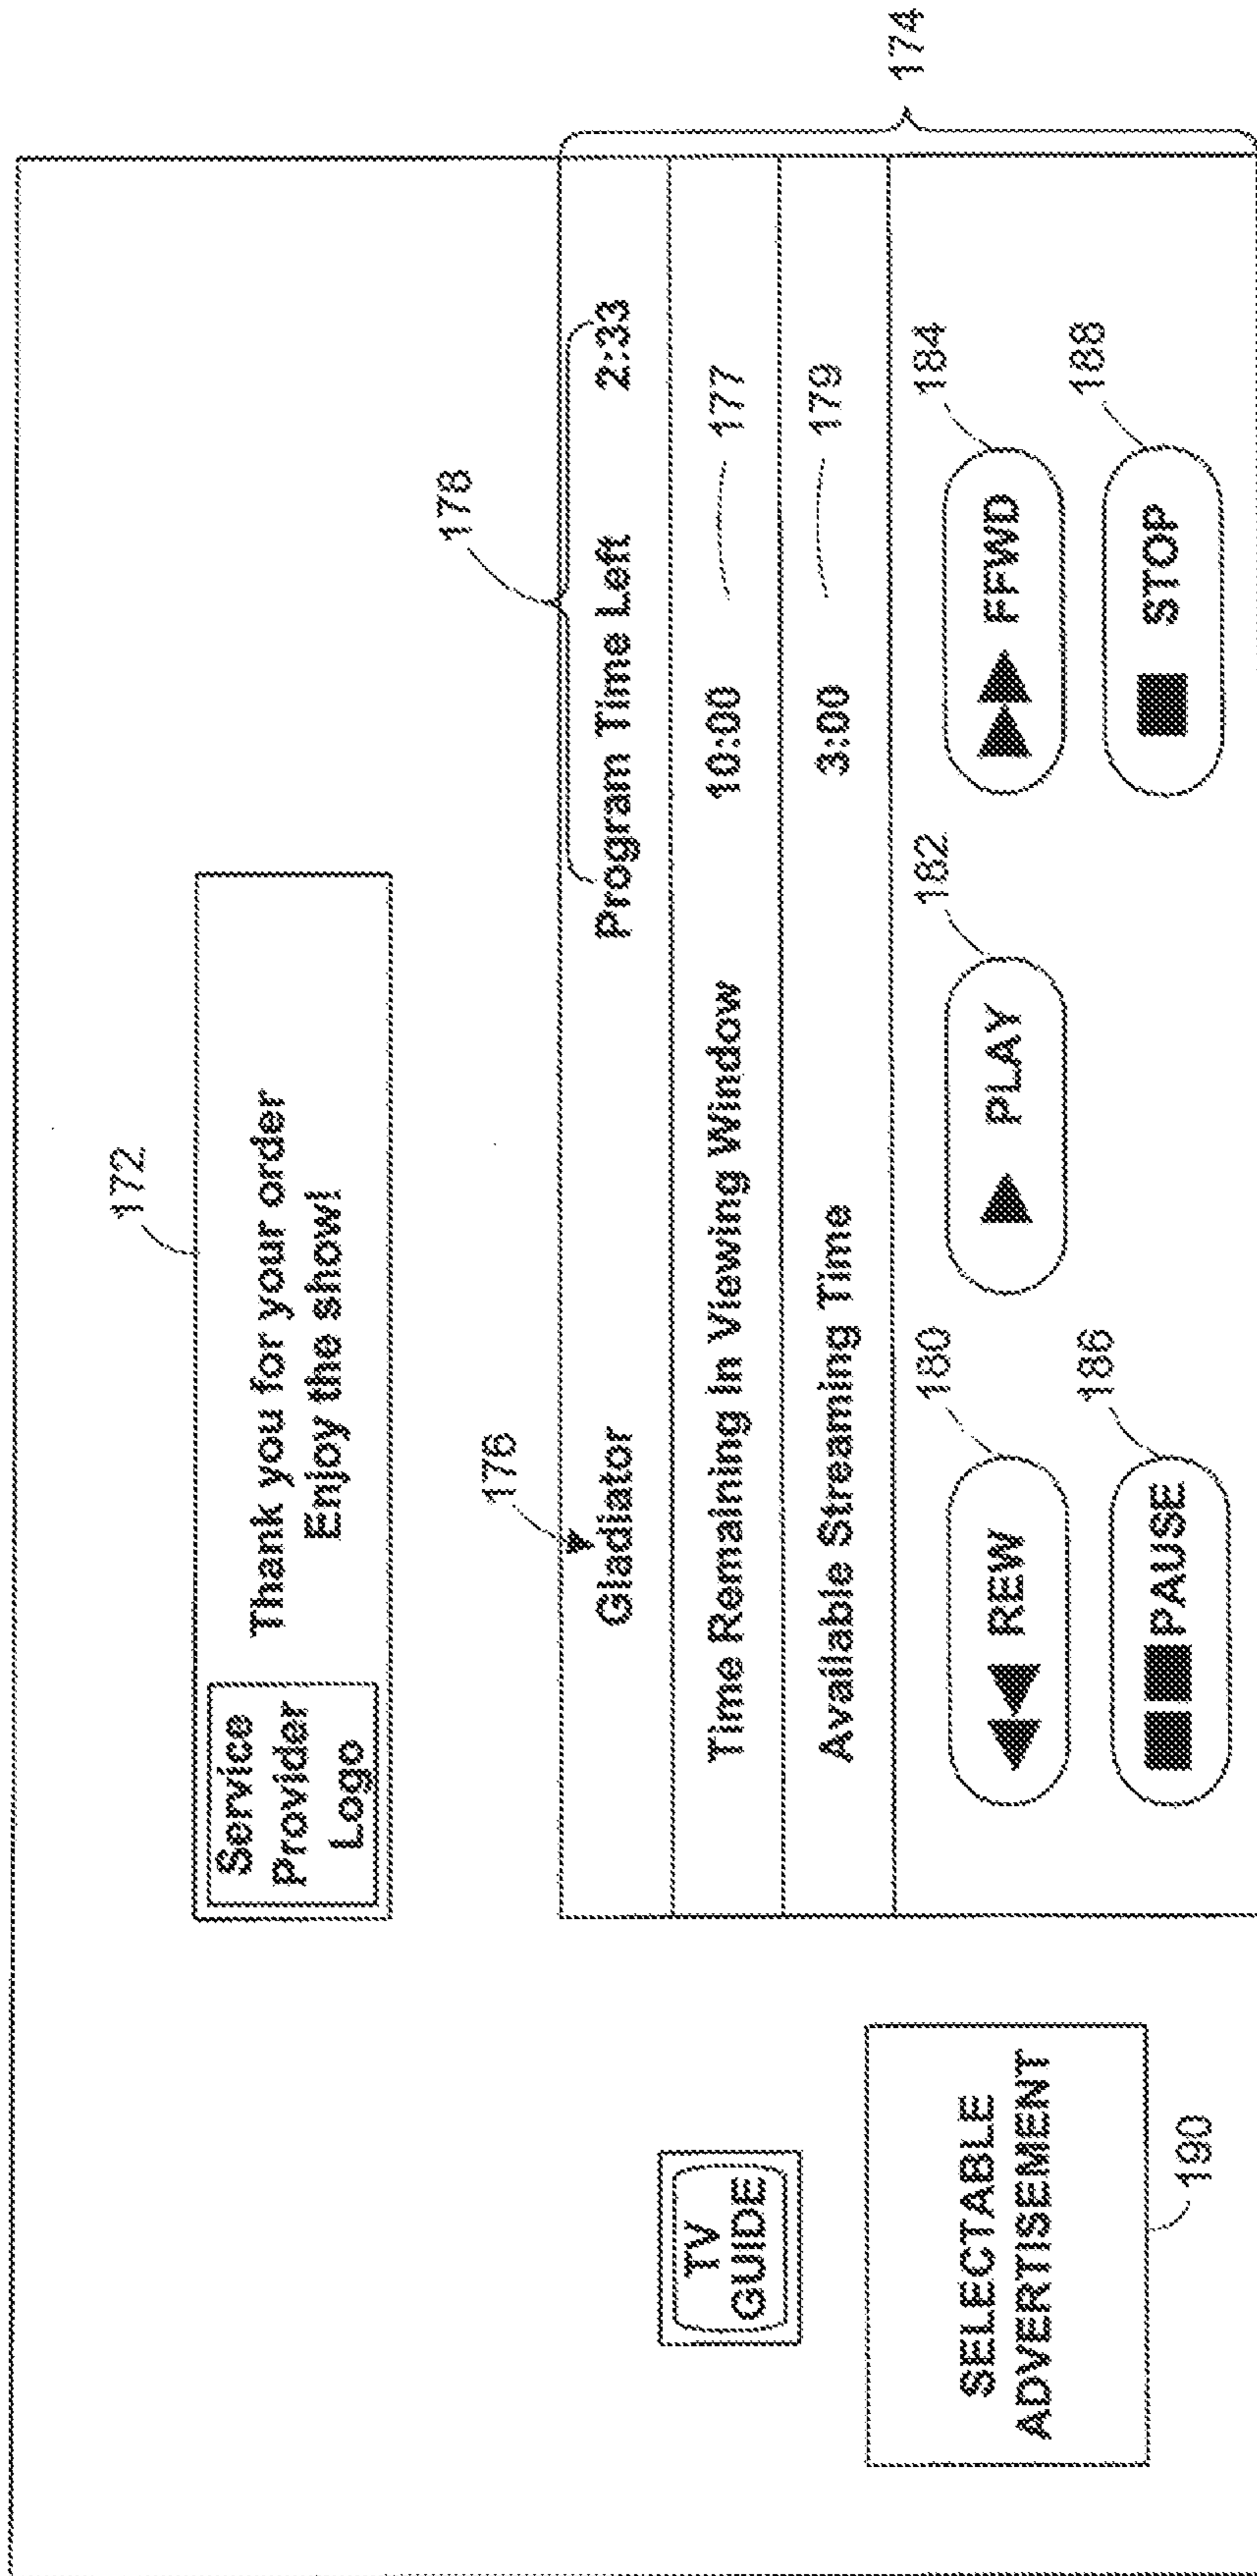 172
Service
Provider
Logo
Thank you for your order
Enjoy the show!
178
176
Gladiator
Program Time Left 2:33
Time Remaining In Viewing Window 10:00
177
Available Streaming Time 3:00
179
174
TV
GUIDE
SELECTABLE
ADVERTISEMENT
190
180
REW
182
PLAY
184
FFWD
186
PAUSE
188
STOP